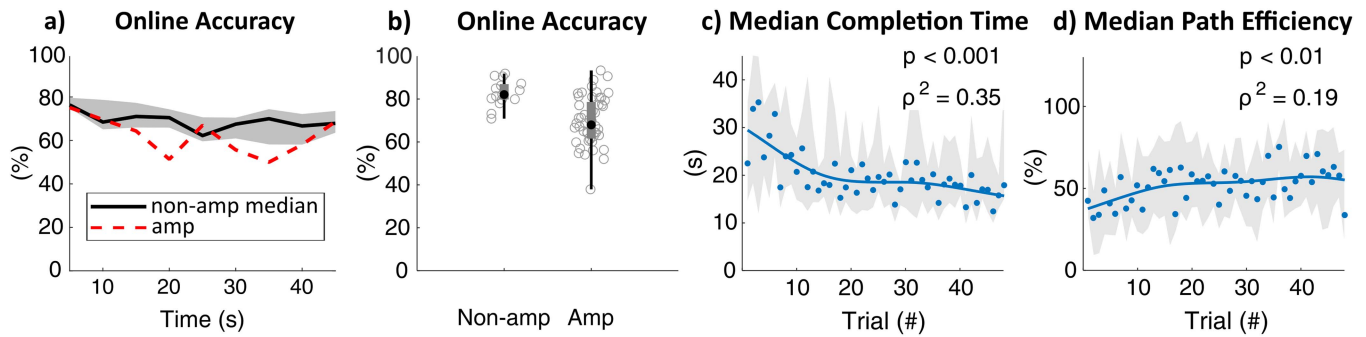 a) Online Accuracy
100
80
60
40
20
0
(%)
10 20 30 40
Time (s)
non-amp median
amp
b) Online Accuracy
100
80
60
40
20
0
(%)
Non-amp Amp
c) Median Completion Time
p < 0.001
ρ² = 0.35
40
30
20
10
0
(s)
10 20 30 40
Trial (#)
d) Median Path Efficiency
p < 0.01
ρ² = 0.19
100
50
0
(%)
10 20 30 40
Trial (#)